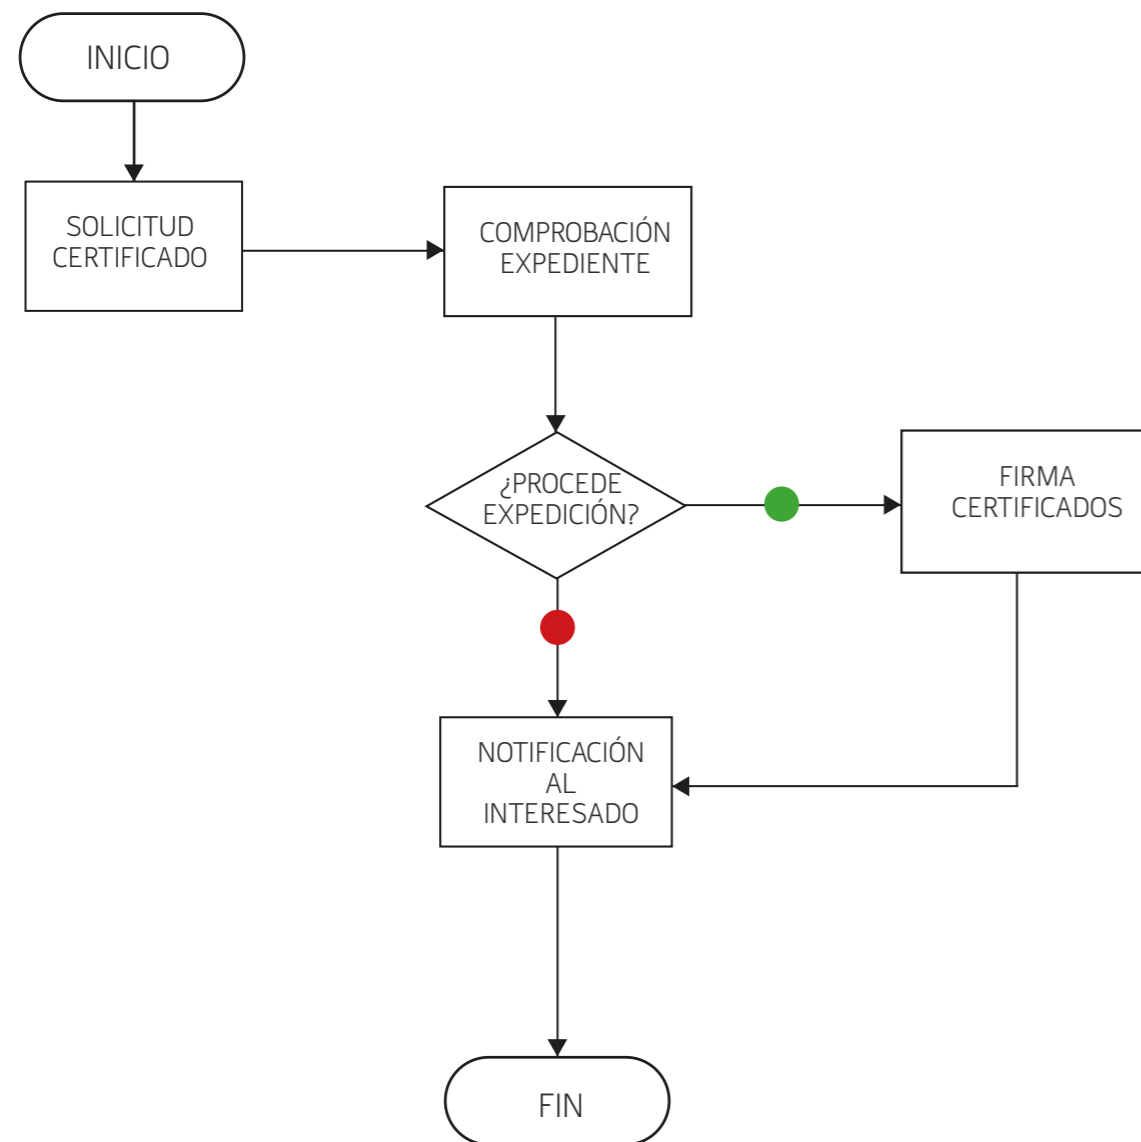 INICIO
SOLICITUD
CERTIFICADO
COMPROBACIÓN
EXPEDIENTE
¿PROCEDE
EXPEDICIÓN?
FIRMA
CERTIFICADOS
NOTIFICACIÓN
AL
INTERESADO
FIN